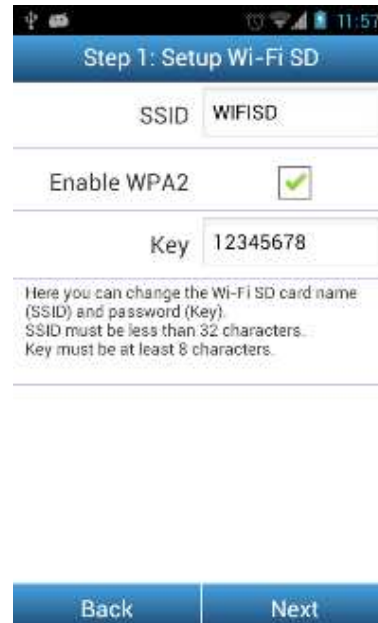 11:57
Step 1: Setup Wi-Fi SD
SSID WIFISD
Enable WPA2
Key 12345678
Here you can change the Wi-Fi SD card name
(SSID) and password (Key).
SSID must be less than 32 characters.
Key must be at least 8 characters.
Back Next